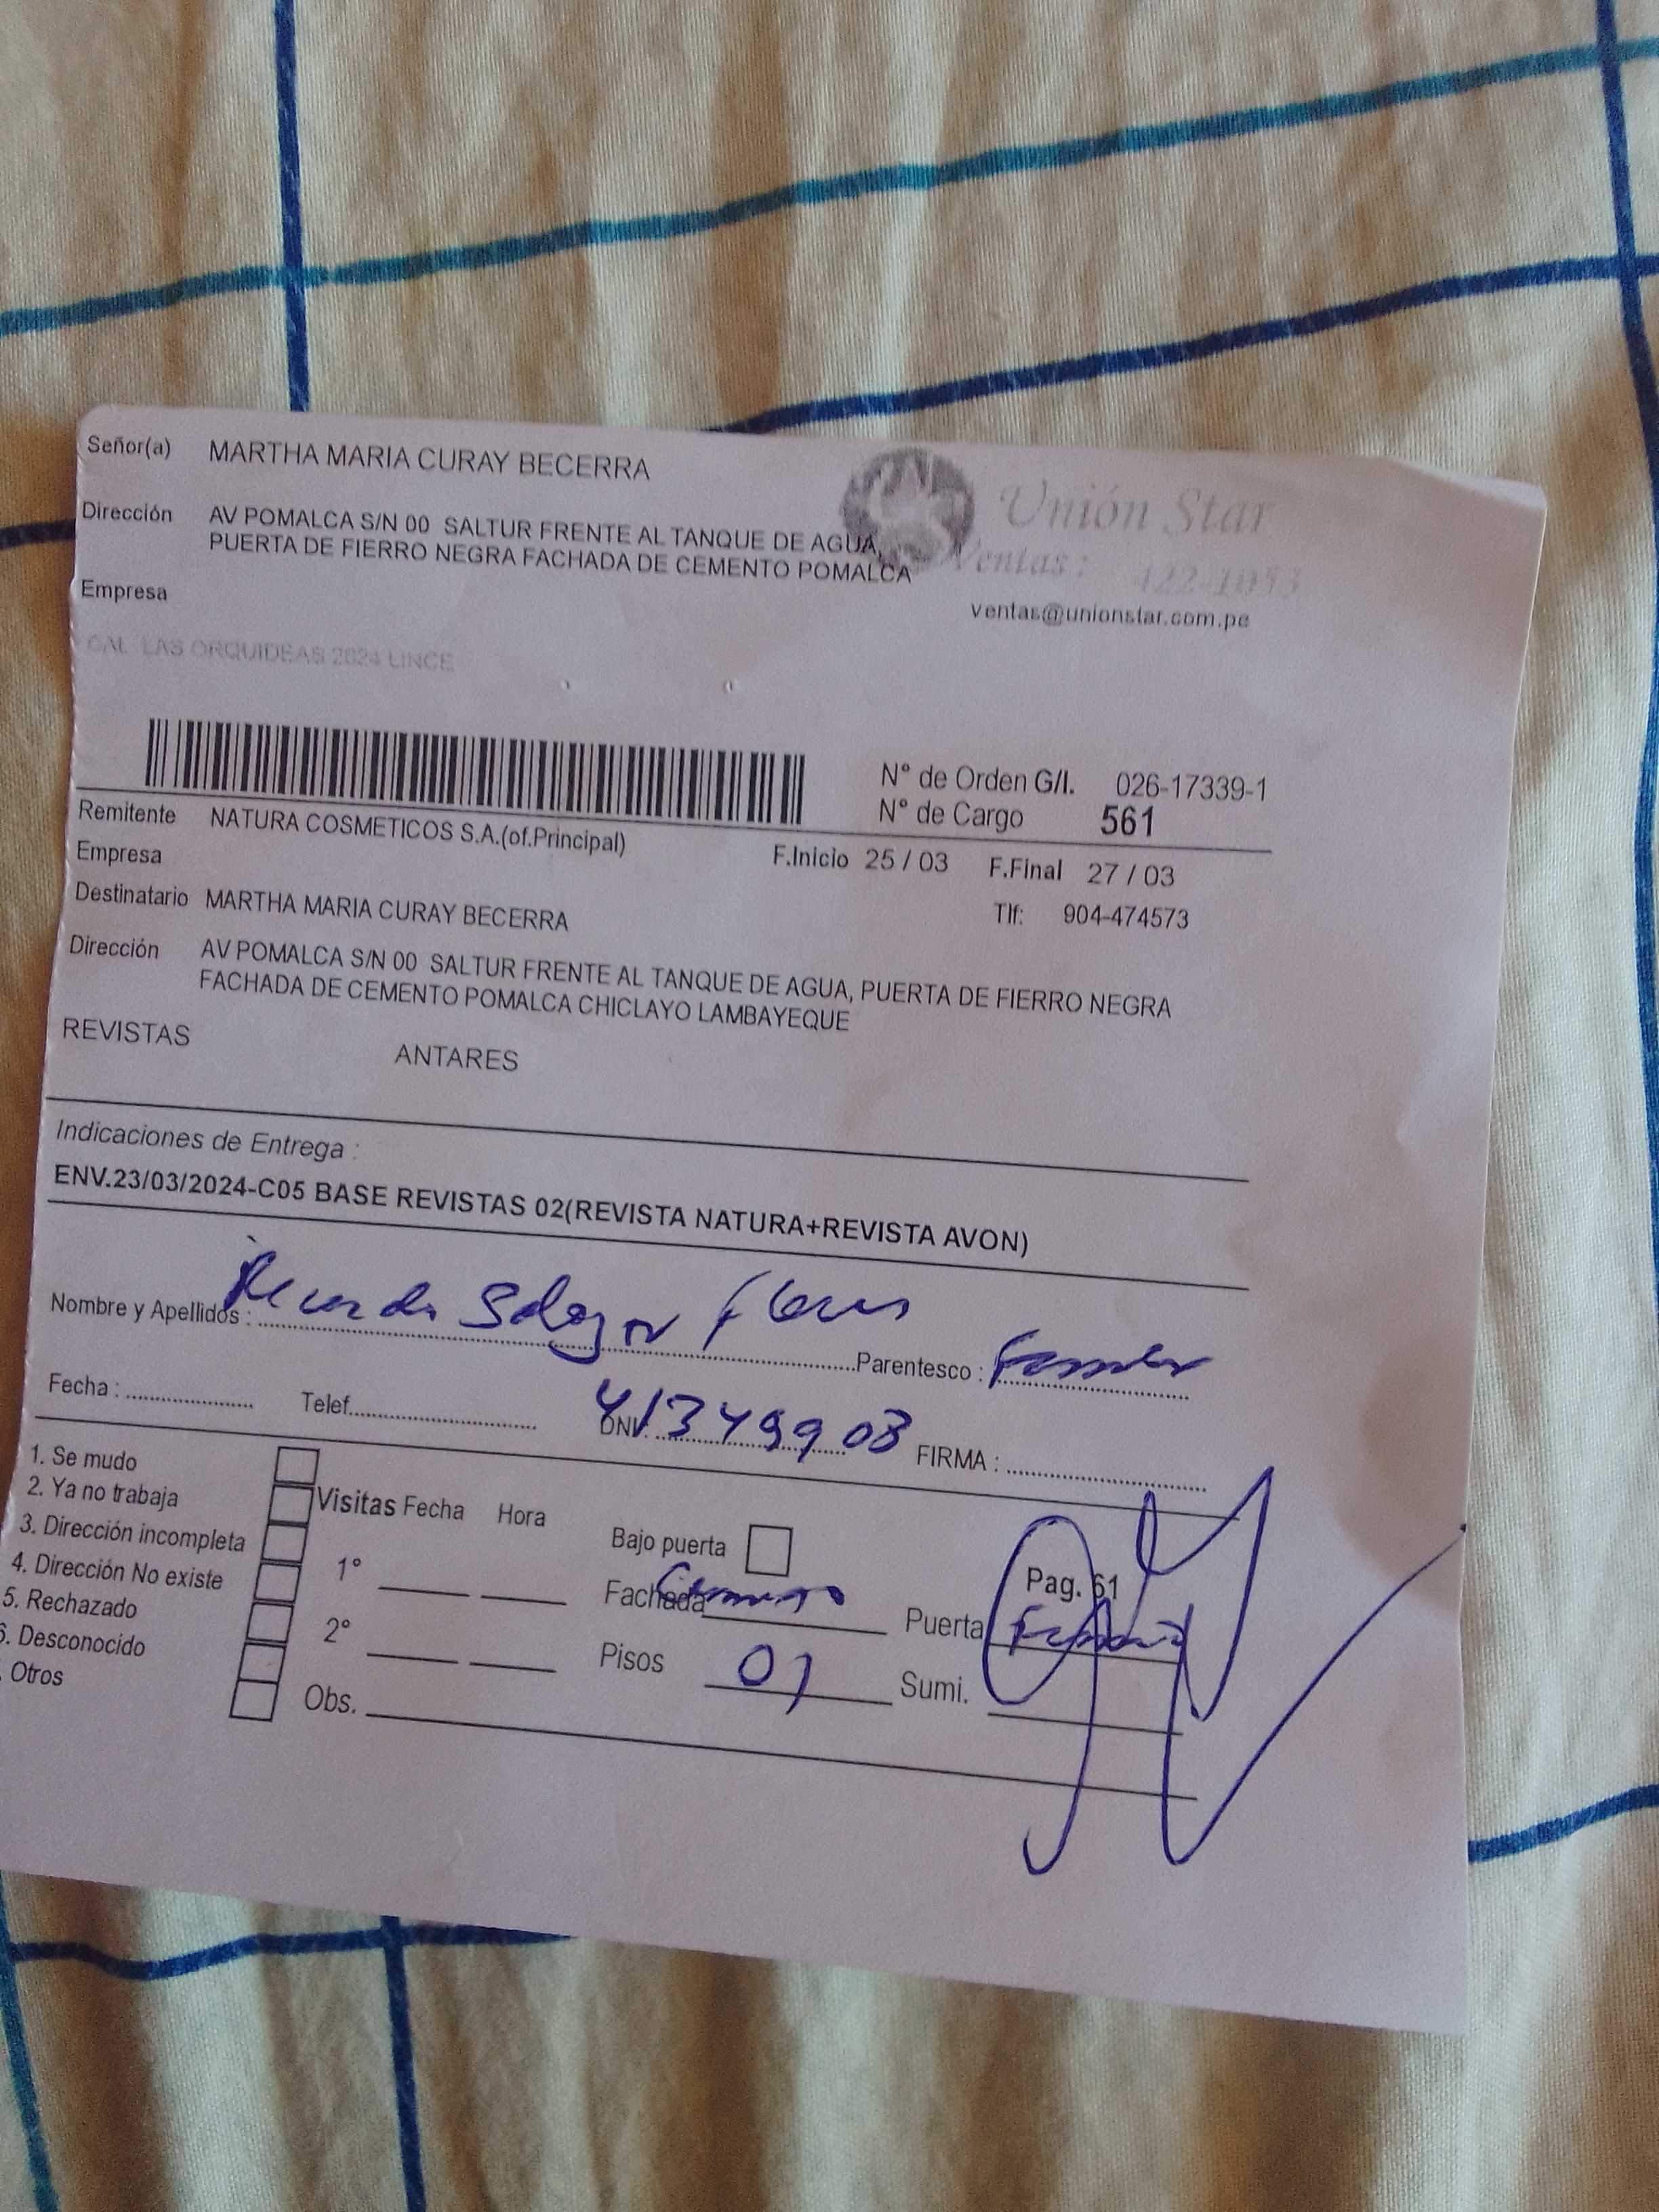 Señor(a) MARTHA MARIA CURAY BECERRA
Unión Star
Dirección AV POMALCA S/N 00 SALTUR FRENTE AL TANQUE DE AGUA,
PUERTA DE FIERRO NEGRA FACHADA DE CEMENTO POMALCA
Ventas: 422-1053
ventas@unionstar.com.pe
Empresa
CAL LAS ORQUIDEAS 2624 LINCE
N° de Orden G/I. 026-17339-1
N° de Cargo 561
Remitente NATURA COSMETICOS S.A.(of.Principal)
F.Inicio 25 / 03 F.Final 27 / 03
Empresa
Destinatario MARTHA MARIA CURAY BECERRA
Tlf: 904-474573
Dirección AV POMALCA S/N 00 SALTUR FRENTE AL TANQUE DE AGUA, PUERTA DE FIERRO NEGRA
FACHADA DE CEMENTO POMALCA CHICLAYO LAMBAYEQUE
REVISTAS ANTARES
Indicaciones de Entrega :
ENV.23/03/2024-C05 BASE REVISTAS 02(REVISTA NATURA+REVISTA AVON)
Nombre y Apellidos : Salazar Flores Parentesco :
Fecha : Telef. DNI. 41349908 FIRMA :
1. Se mudo
2. Ya no trabaja
3. Dirección incompleta
4. Dirección No existe
5. Rechazado
6. Desconocido
. Otros
Visitas Fecha Hora
1°
2°
Obs.
Bajo puerta
Fachada Cemento
Pisos 01
Pag. 61
Puerta
Sumi.